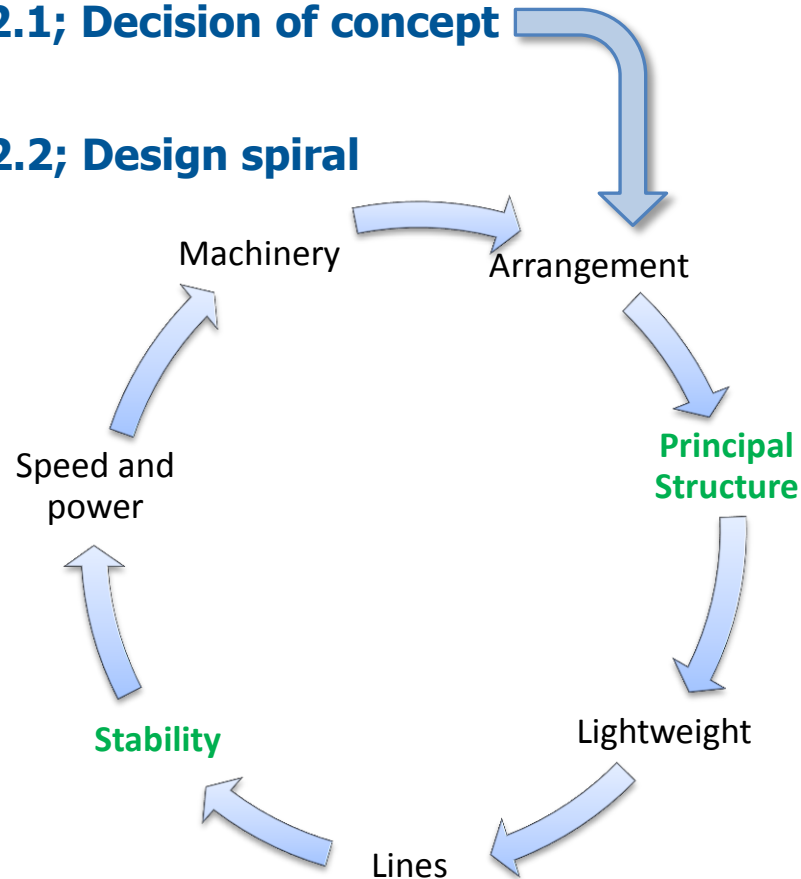 2.1; Decision of concept
2.2; Design spiral
Machinery
Arrangement
Principal
Structure
Speed and
power
Lightweight
Stability
Lines